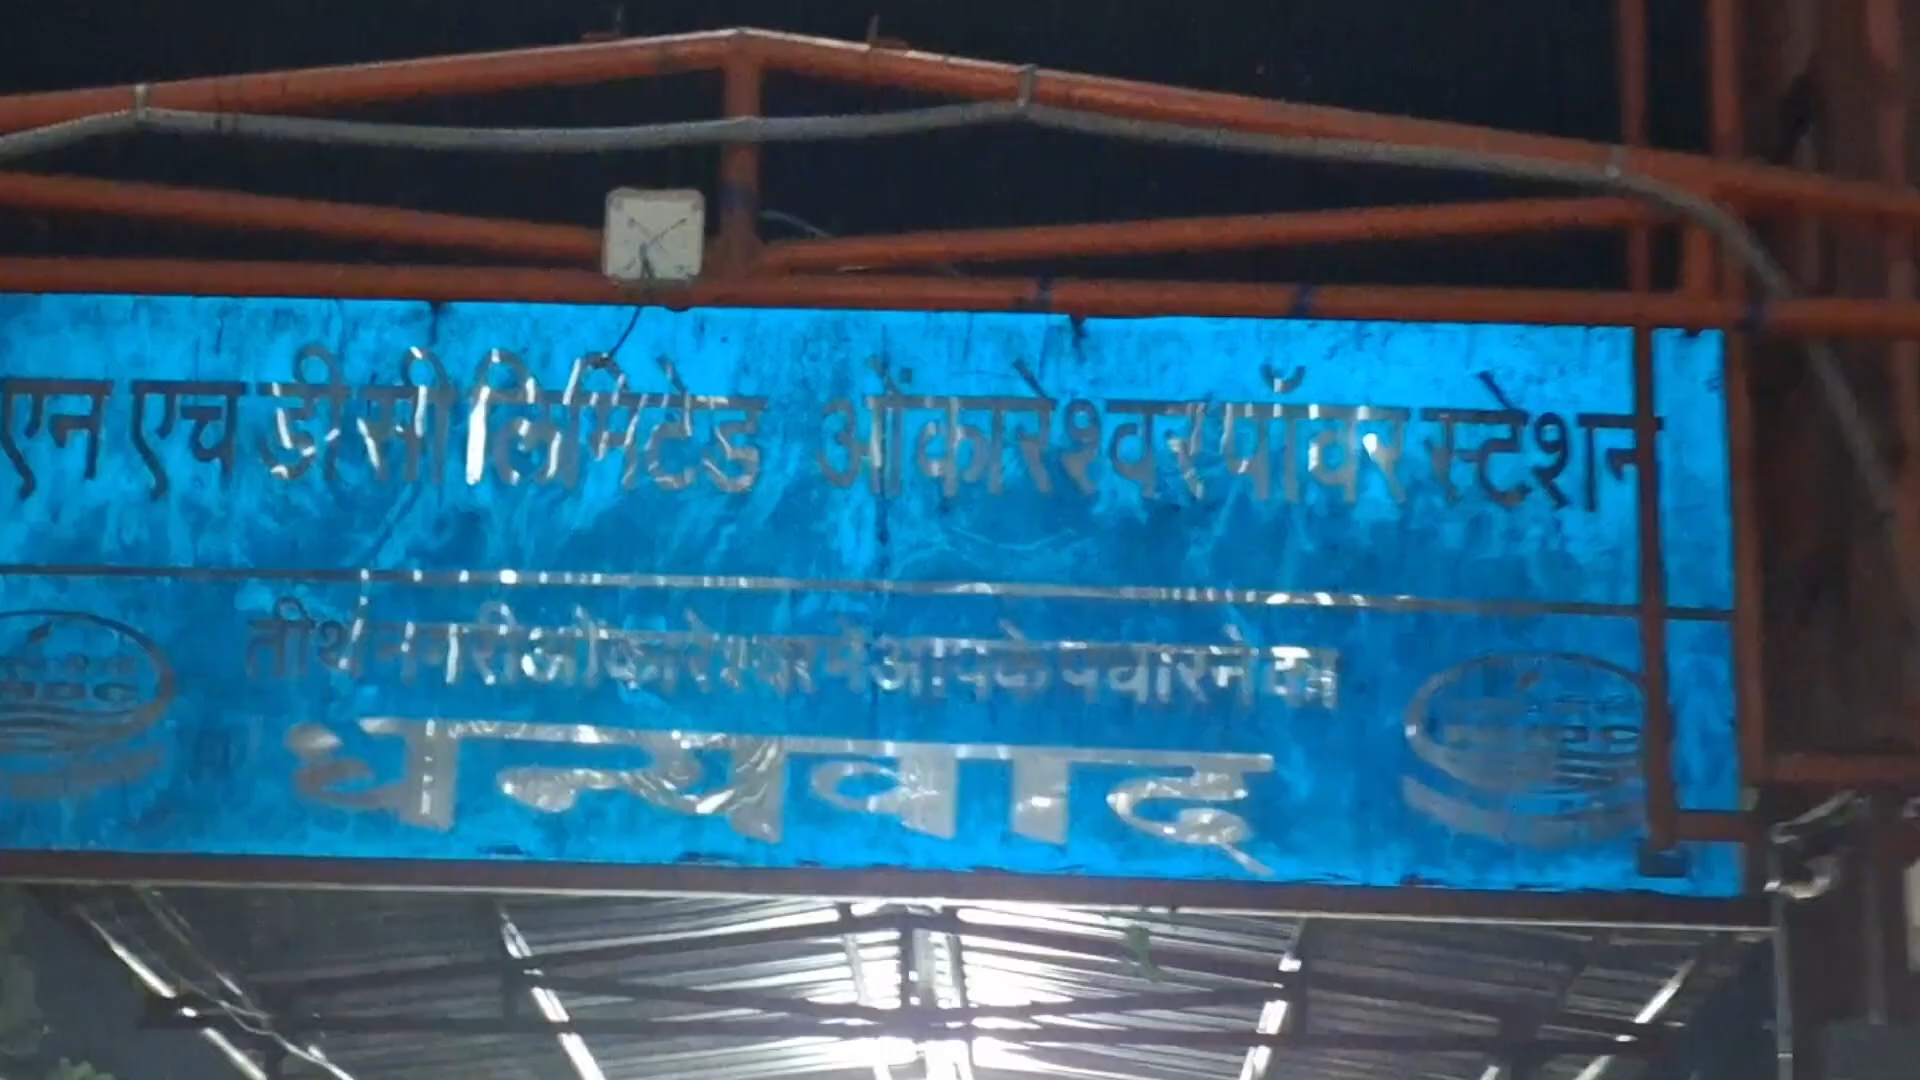 एन एच डी सी लिमिटेड ओंकारेश्वर पॉवर स्टेशन
तीर्थ नगरी ओंकारेश्वर में आपके पधारने का
धन्यवाद